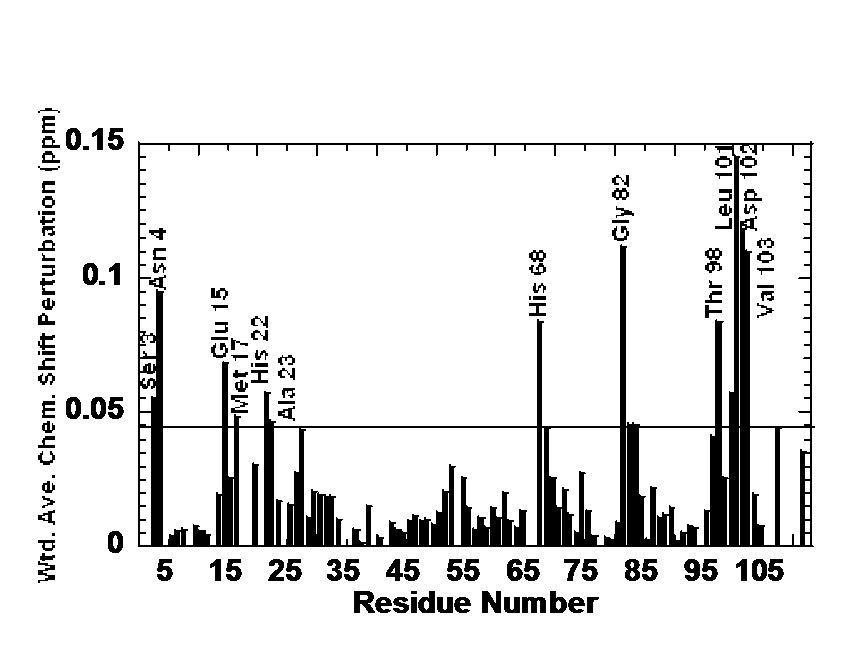 Wtd. Ave. Chem. Shift Perturbation (ppm)
0.15
0.1
0.05
0
Ser 3
Asn 4
Glu 15
Met 17
His 22
Ala 23
His 68
Gly 82
Thr 98
Leu 101
Asp 102
Val 103
5 15 25 35 45 55 65 75 85 95 105
Residue Number